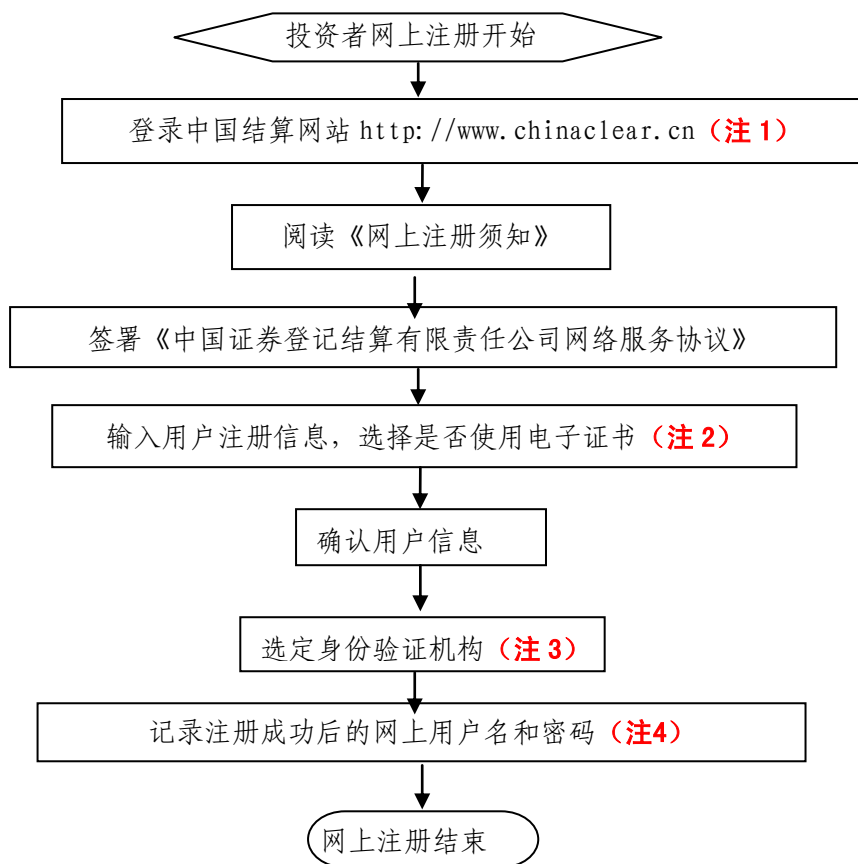 投资者网上注册开始
登录中国结算网站 http://www.chinaclear.cn（注 1）
阅读《网上注册须知》
签署《中国证券登记结算有限责任公司网络服务协议》
输入用户注册信息，选择是否使用电子证书（注 2）
确认用户信息
选定身份验证机构（注 3）
记录注册成功后的网上用户名和密码（注4）
网上注册结束